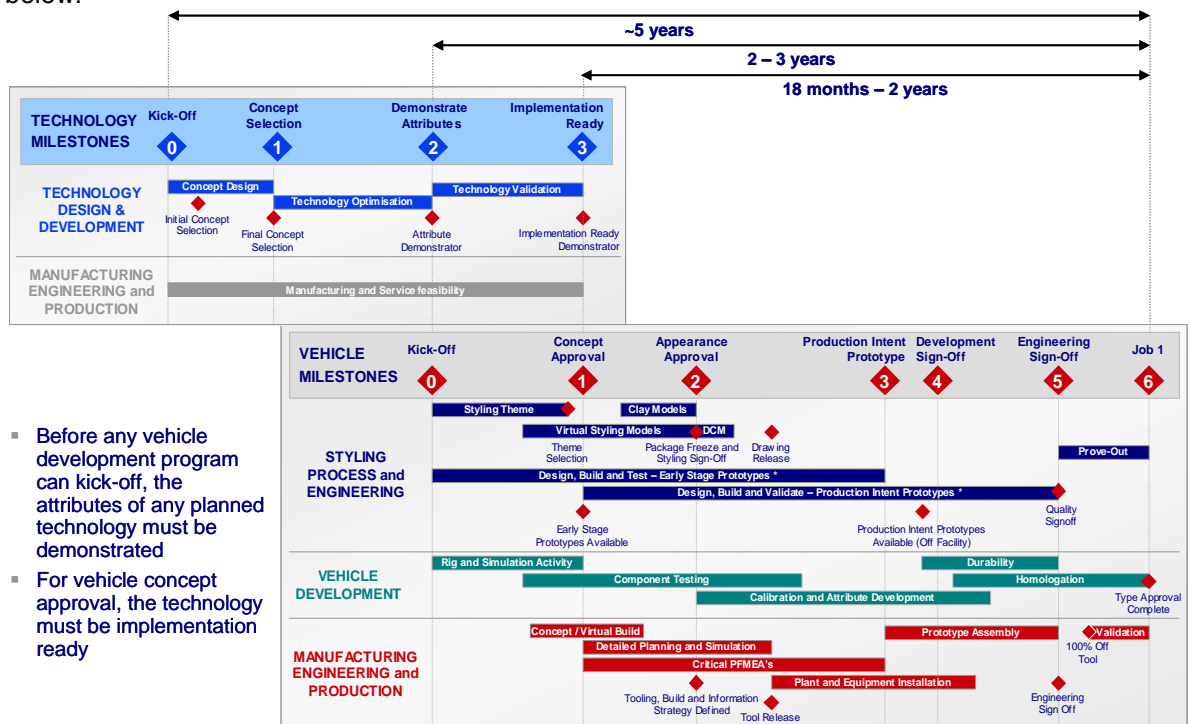 below.
~5 years
2 – 3 years
18 months – 2 years
TECHNOLOGY
MILESTONES
Kick-Off
Concept
Selection
Demonstrate
Attributes
Implementation
Ready
0
1
2
3
TECHNOLOGY
DESIGN &
DEVELOPMENT
Concept Design
Technology Optimisation
Technology Validation
Initial Concept
Selection
Final Concept
Selection
Attribute
Demonstrator
Implementation Ready
Demonstrator
MANUFACTURING
ENGINEERING and
PRODUCTION
Manufacturing and Service feasibility
VEHICLE
MILESTONES
Kick-Off
Concept
Approval
Appearance
Approval
Production Intent
Prototype
Development
Sign-Off
Engineering
Sign-Off
Job 1
0
1
2
3
4
5
6
▪ Before any vehicle
development program
can kick-off, the
attributes of any planned
technology must be
demonstrated
▪ For vehicle concept
approval, the technology
must be implementation
ready
STYLING
PROCESS and
ENGINEERING
Styling Theme
Clay Models
Virtual Styling Models
DCM
Theme
Selection
Package Freeze and
Styling Sign-Off
Drawing
Release
Prove-Out
Design, Build and Test – Early Stage Prototypes *
Design, Build and Validate – Production Intent Prototypes *
Early Stage
Prototypes Available
Production Intent Prototypes
Available (Off Facility)
Quality
Signoff
VEHICLE
DEVELOPMENT
Rig and Simulation Activity
Durability
Component Testing
Homologation
Calibration and Attribute Development
Type Approval
Complete
MANUFACTURING
ENGINEERING and
PRODUCTION
Concept / Virtual Build
Prototype Assembly
Validation
Detailed Planning and Simulation
100% Off
Tool
Critical PFMEA's
Plant and Equipment Installation
Tooling, Build and Information
Strategy Defined
Tool Release
Engineering
Sign Off